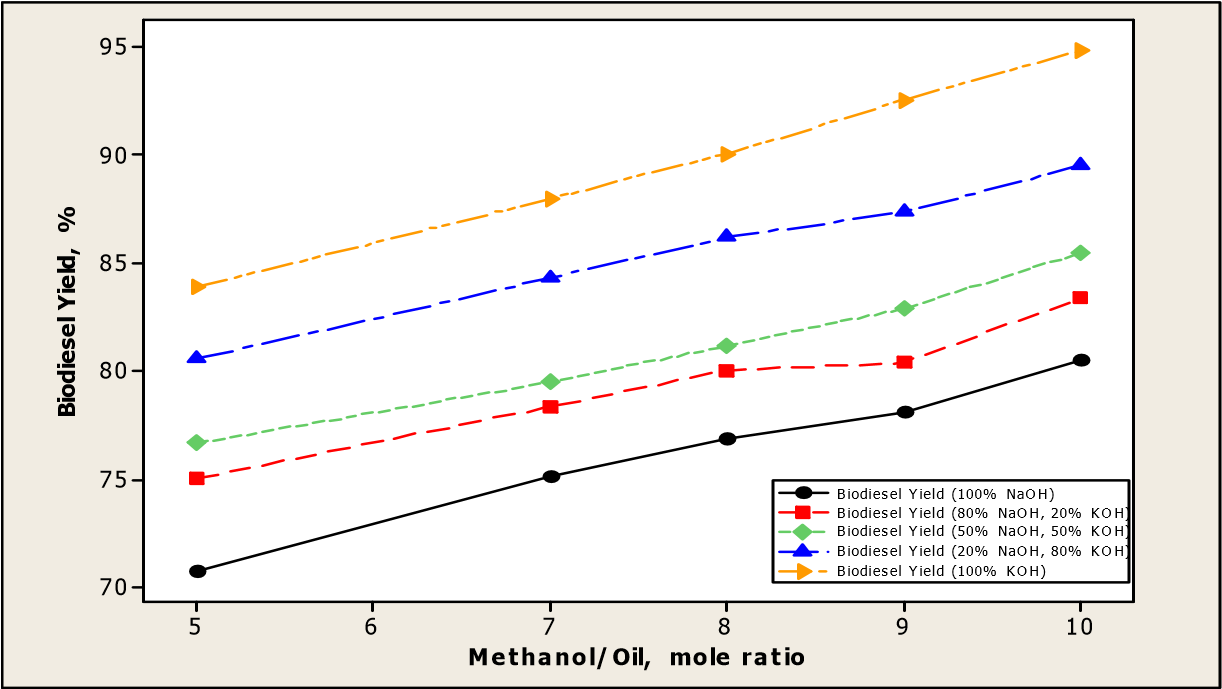 95
90
85
80
75
70
Biodiesel Yield, %
5 6 7 8 9 10
Methanol/Oil, mole ratio
Biodiesel Yield (100% NaOH)
Biodiesel Yield (80% NaOH, 20% KOH)
Biodiesel Yield (50% NaOH, 50% KOH)
Biodiesel Yield (20% NaOH, 80% KOH)
Biodiesel Yield (100% KOH)